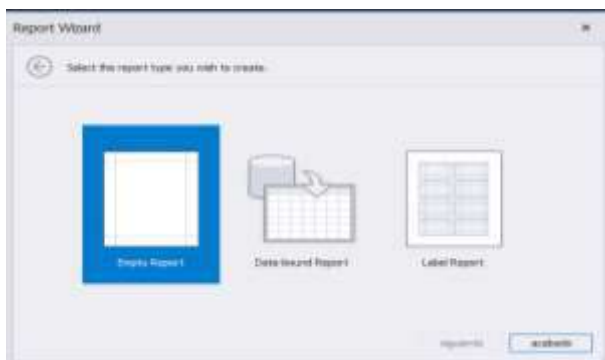 Report Wizard
Select the report type you wish to create.
Empty Report
Data-bound Report
Label Report
siguiente
acabado